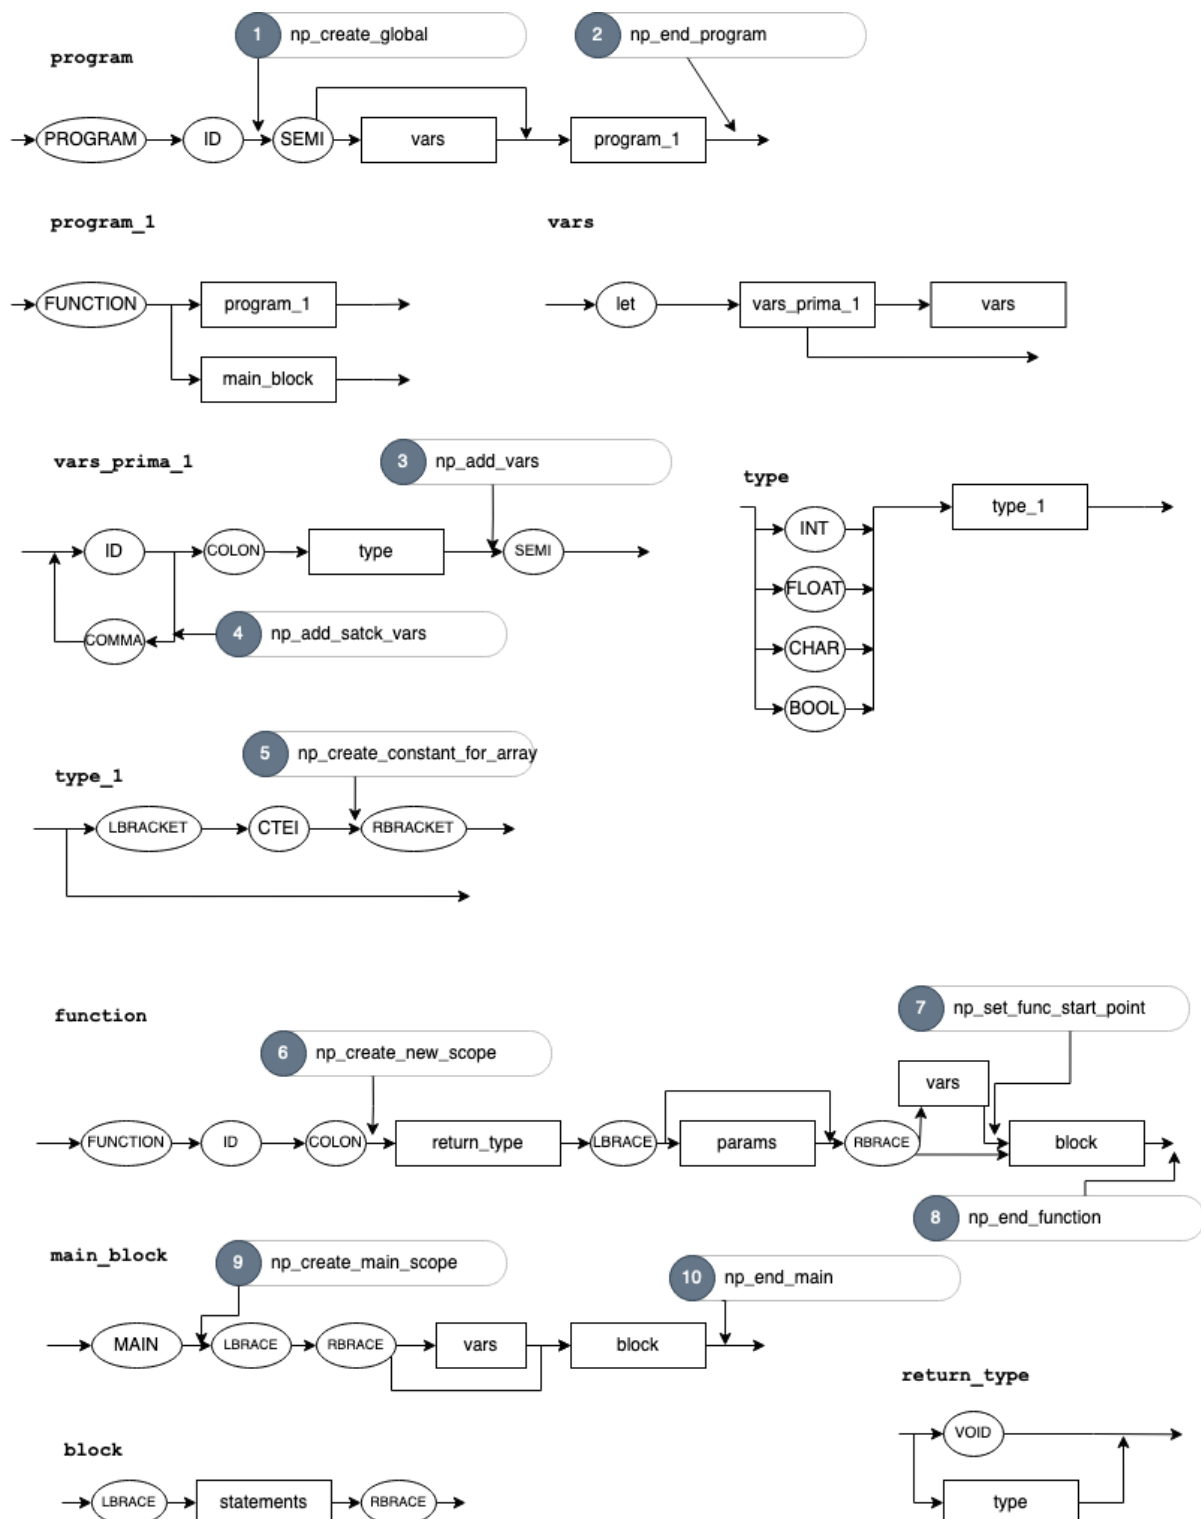 1 np_create_global
2 np_end_program
program
PROGRAM ID SEMI vars program_1
program_1
vars
FUNCTION program_1
main_block
let vars_prima_1 vars
vars_prima_1
3 np_add_vars
ID COLON type SEMI
COMMA
4 np_add_satck_vars
type
INT
FLOAT
CHAR
BOOL
type_1
type_1
5 np_create_constant_for_array
LBRACKET CTEI RBRACKET
function
6 np_create_new_scope
7 np_set_func_start_point
vars
FUNCTION ID COLON return_type LBRACE params RBRACE block
8 np_end_function
main_block
9 np_create_main_scope
10 np_end_main
MAIN LBRACE RBRACE vars block
return_type
VOID
type
block
LBRACE statements RBRACE